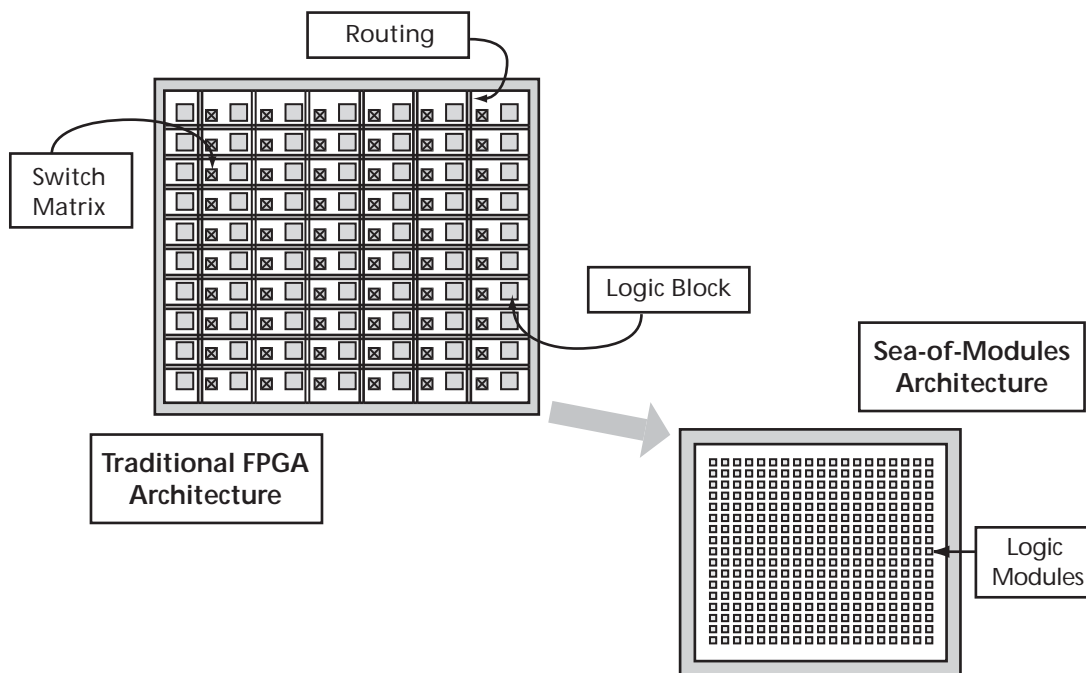 Routing
Switch
Matrix
Logic Block
Sea-of-Modules
Architecture
Traditional FPGA
Architecture
Logic
Modules